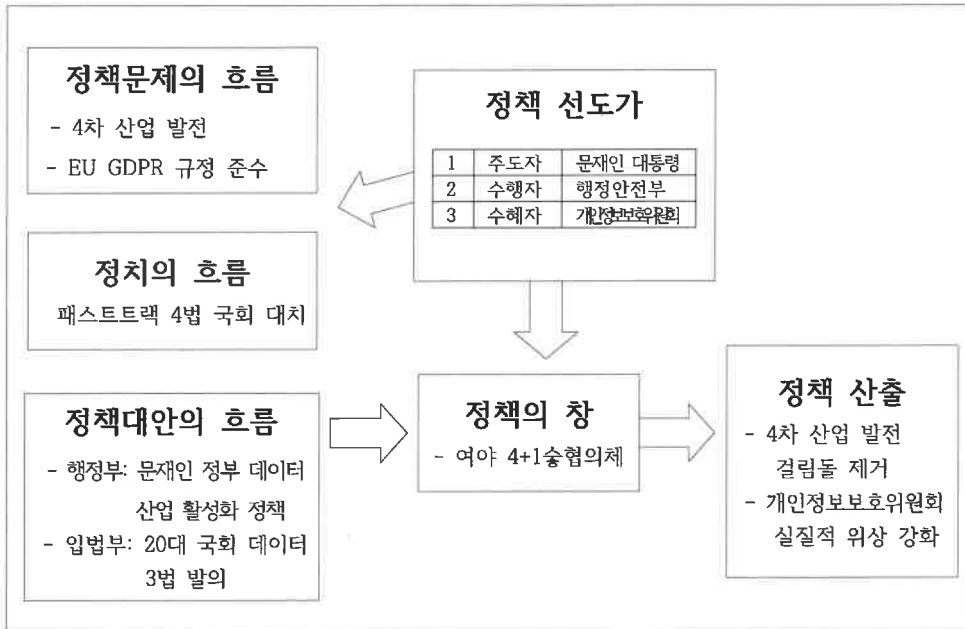 정책문제의 흐름
- 4차 산업 발전
- EU GDPR 규정 준수
정책 선도가
1 주도자 문재인 대통령
2 수행자 행정안전부
3 수혜자 개인정보보호위원회
정치의 흐름
패스트트랙 4법 국회 대치
정책대안의 흐름
- 행정부: 문재인 정부 데이터
산업 활성화 정책
- 입법부: 20대 국회 데이터
3법 발의
정책의 창
- 여야 4+1숳협의체
정책 산출
- 4차 산업 발전
걸림돌 제거
- 개인정보보호위원회
실질적 위상 강화